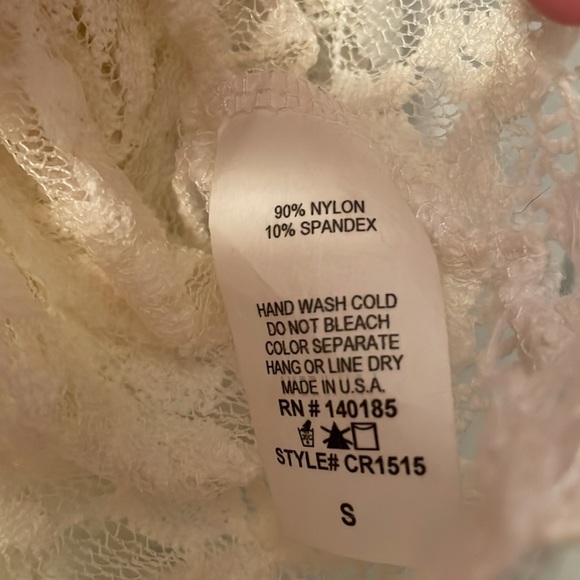 90% NYLON
10% SPANDEX
HAND WASH COLD
DO NOT BLEACH
COLOR SEPARATE
HANG OR LINE DRY
MADE IN U.S.A.
RN # 140185
STYLE# CR1515
S